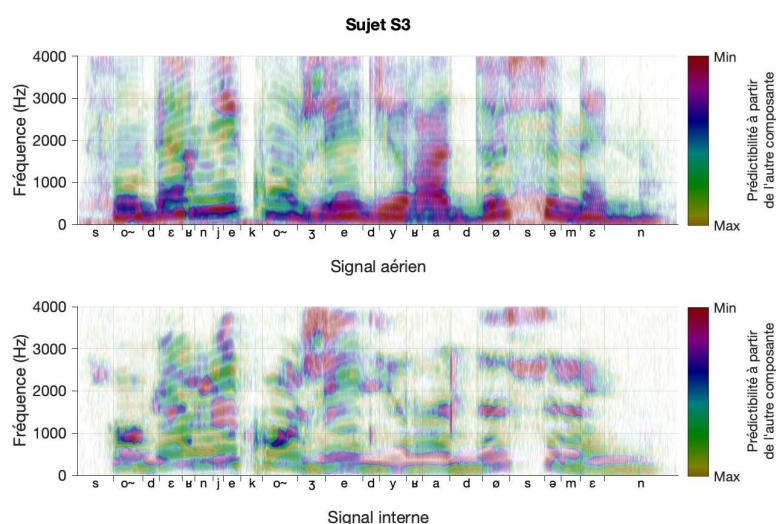 Sujet S3
4000
3000
2000
1000
0
Fréquence (Hz)
s o~ d ɛ ʁ n j e k o~ ʒ e d y ʁ a d ø s ə m ɛ n
Signal aérien
Min
Max
Prédictibilité à partir
de l'autre composante
4000
3000
2000
1000
0
Fréquence (Hz)
s o~ d ɛ ʁ n j e k o~ ʒ e d y ʁ a d ø s ə m ɛ n
Signal interne
Min
Max
Prédictibilité à partir
de l'autre composante